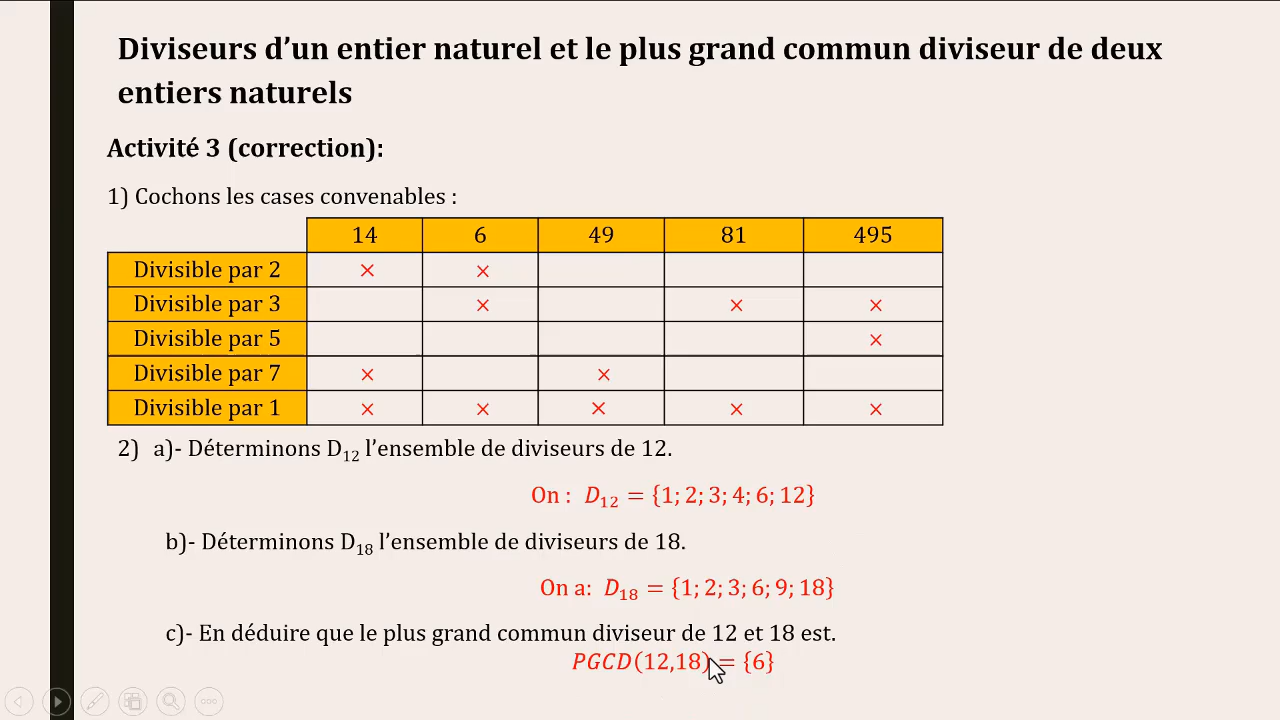 Diviseurs d’un entier naturel et le plus grand commun diviseur de deux
entiers naturels
Activité 3 (correction):
1) Cochons les cases convenables :
14 6 49 81 495
Divisible par 2 × ×
Divisible par 3 × × ×
Divisible par 5 ×
Divisible par 7 × ×
Divisible par 1 × × × × ×
2) a)- Déterminons D₁₂ l’ensemble de diviseurs de 12.
On : D₁₂ = {1; 2; 3; 4; 6; 12}
b)- Déterminons D₁₈ l’ensemble de diviseurs de 18.
On a: D₁₈ = {1; 2; 3; 6; 9; 18}
c)- En déduire que le plus grand commun diviseur de 12 et 18 est.
PGCD(12,18) = {6}